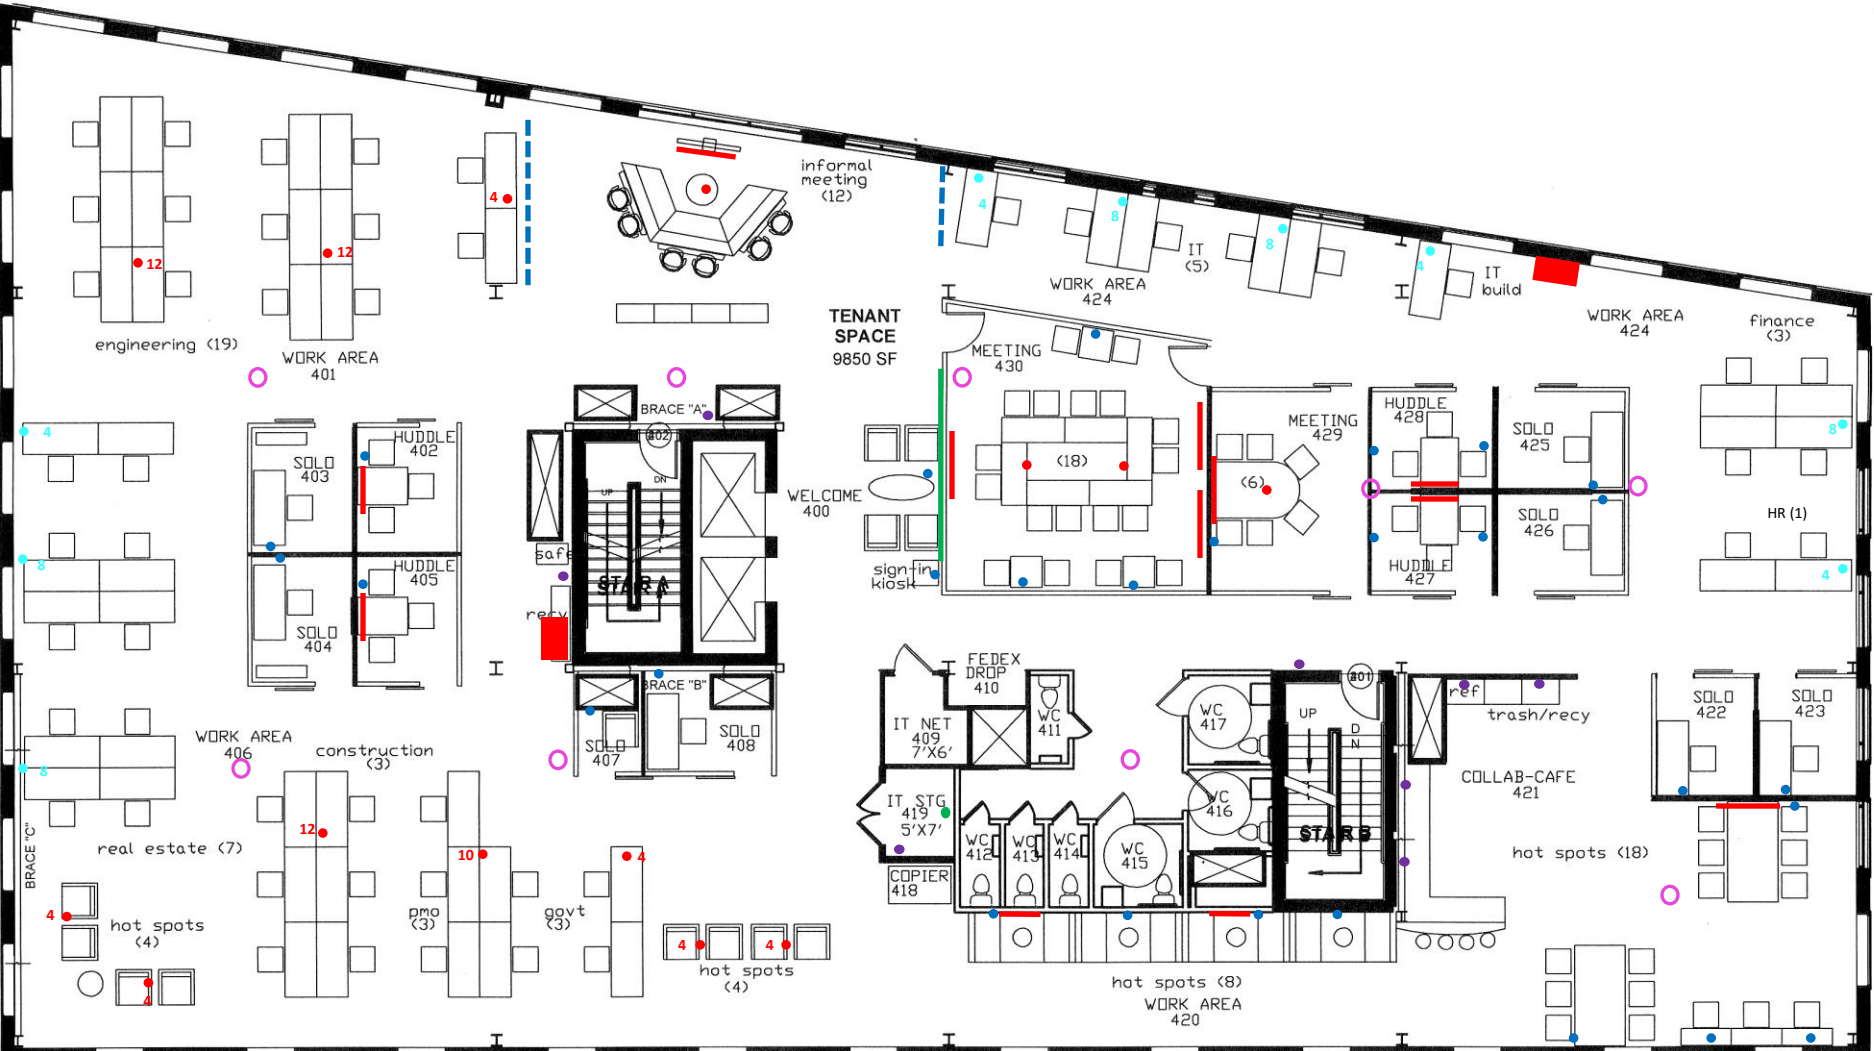 informal
meeting
(12)
4
12
12
4
8
8
4
IT
(5)
IT
build
WORK AREA
424
WORK AREA
424
finance
(3)
TENANT
SPACE
9850 SF
engineering (19)
WORK AREA
401
MEETING
430
BRACE "A"
402
MEETING
429
HUDDLE
428
SOLO
425
4
SOLO
403
HUDDLE
402
8
UP
DN
WELCOME
400
(18)
(6)
SOLO
426
HR (1)
safe
STAIR A
8
HUDDLE
405
sign-in
kiosk
HUDDLE
427
4
recy
SOLO
404
FEDEX
DROP
410
BRACE "B"
ref
trash/recy
SOLO
422
SOLO
423
WORK AREA
406
construction
(3)
SOLO
407
SOLO
408
IT NET
409
7'X6'
WC
411
WC
417
UP
DN
8
COLLAB-CAFE
421
IT STG
419
5'X7'
WC
416
STAIR B
12
10
4
real estate (7)
WC
412
WC
413
WC
414
WC
415
hot spots (18)
BRACE "C"
COPIER
418
4
hot spots
(4)
pmo
(3)
govt
(3)
4
4
hot spots
(4)
4
hot spots (8)
WORK AREA
420